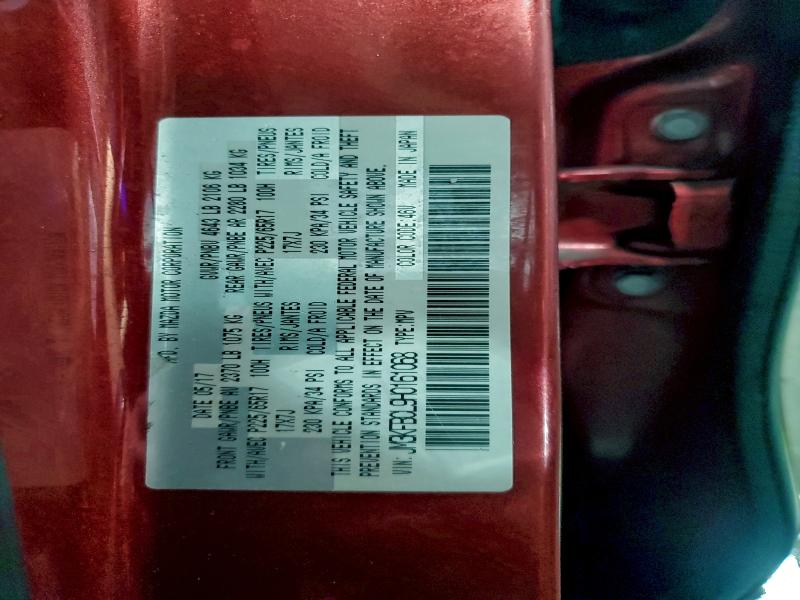 MFD. BY MAZDA MOTOR CORPORATION
DATE 05/17 GVWR/PNBV 4643 LB 2106 KG
FRONT GAWR/PNBE AV 2370 LB 1075 KG REAR GAWR/PNBE AR 2280 LB 1034 KG
WITH/AVEC P225/65R17 100H TIRES/PNEUS WITH/AVEC P225/65R17 100H TIRES/PNEUS
17X7J RIMS/JANTES 17X7J RIMS/JANTES
230 KPA/34 PSI COLD/A FROID 230 KPA/34 PSI COLD/A FROID
THIS VEHICLE CONFORMS TO ALL APPLICABLE FEDERAL MOTOR VEHICLE SAFETY AND THEFT
PREVENTION STANDARDS IN EFFECT ON THE DATE OF MANUFACTURE SHOWN ABOVE.
VIN: JM3KFBCL9H0161068 TYPE:MPV COLOR CODE:46V MADE IN JAPAN